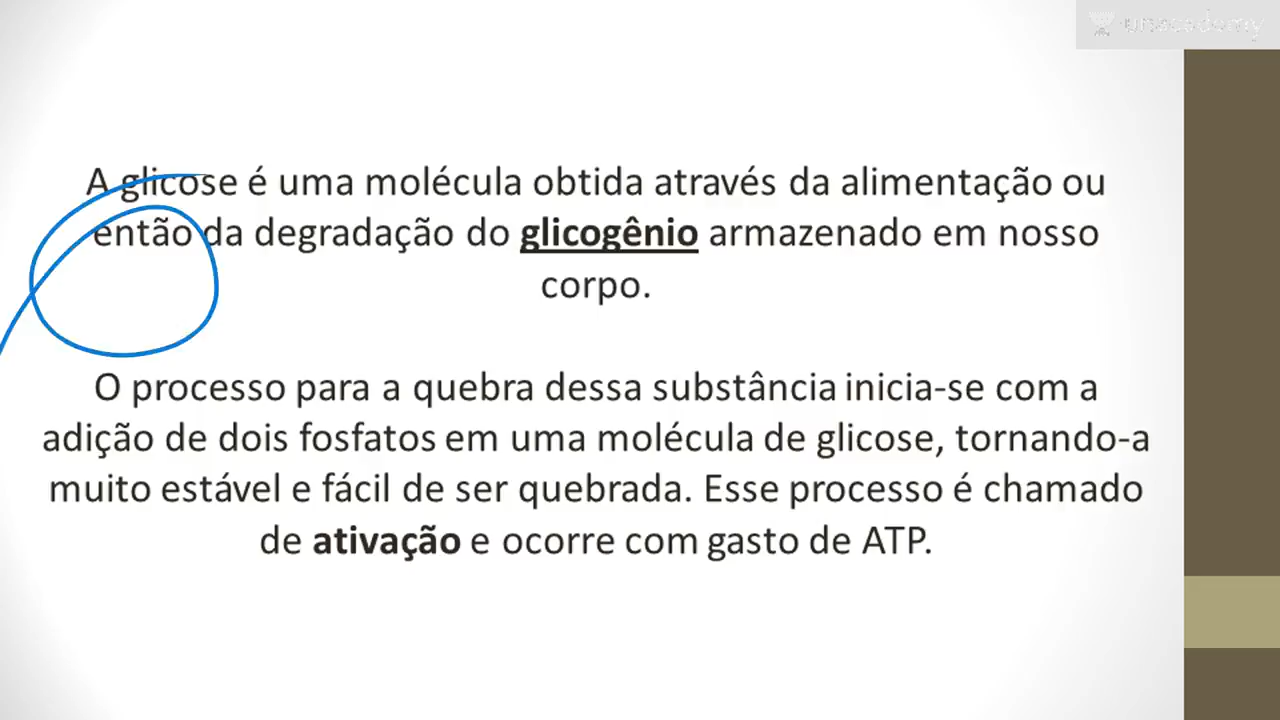 unacademy
A glicose é uma molécula obtida através da alimentação ou
então da degradação do glicogênio armazenado em nosso
corpo.
O processo para a quebra dessa substância inicia-se com a
adição de dois fosfatos em uma molécula de glicose, tornando-a
muito estável e fácil de ser quebrada. Esse processo é chamado
de ativação e ocorre com gasto de ATP.